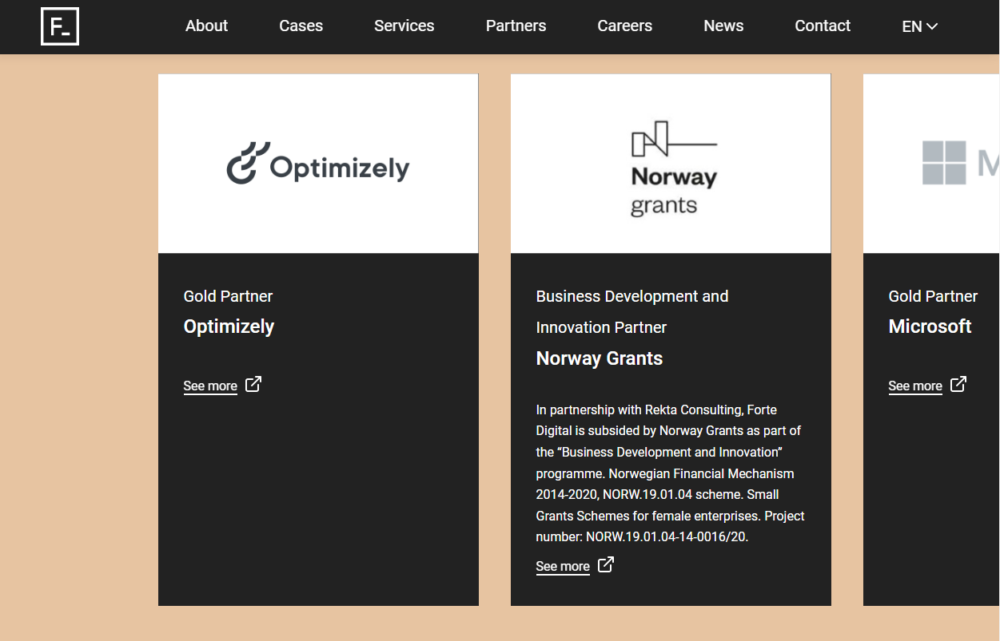 F_
About
Cases
Services
Partners
Careers
News
Contact
EN
Optimizely
Gold Partner
Optimizely
See more
Norway
grants
Business Development and
Innovation Partner
Norway Grants
In partnership with Rekta Consulting, Forte
Digital is subsided by Norway Grants as part of
the “Business Development and Innovation”
programme. Norwegian Financial Mechanism
2014-2020, NORW.19.01.04 scheme. Small
Grants Schemes for female enterprises. Project
number: NORW.19.01.04-14-0016/20.
See more
M
Gold Partner
Microsoft
See more